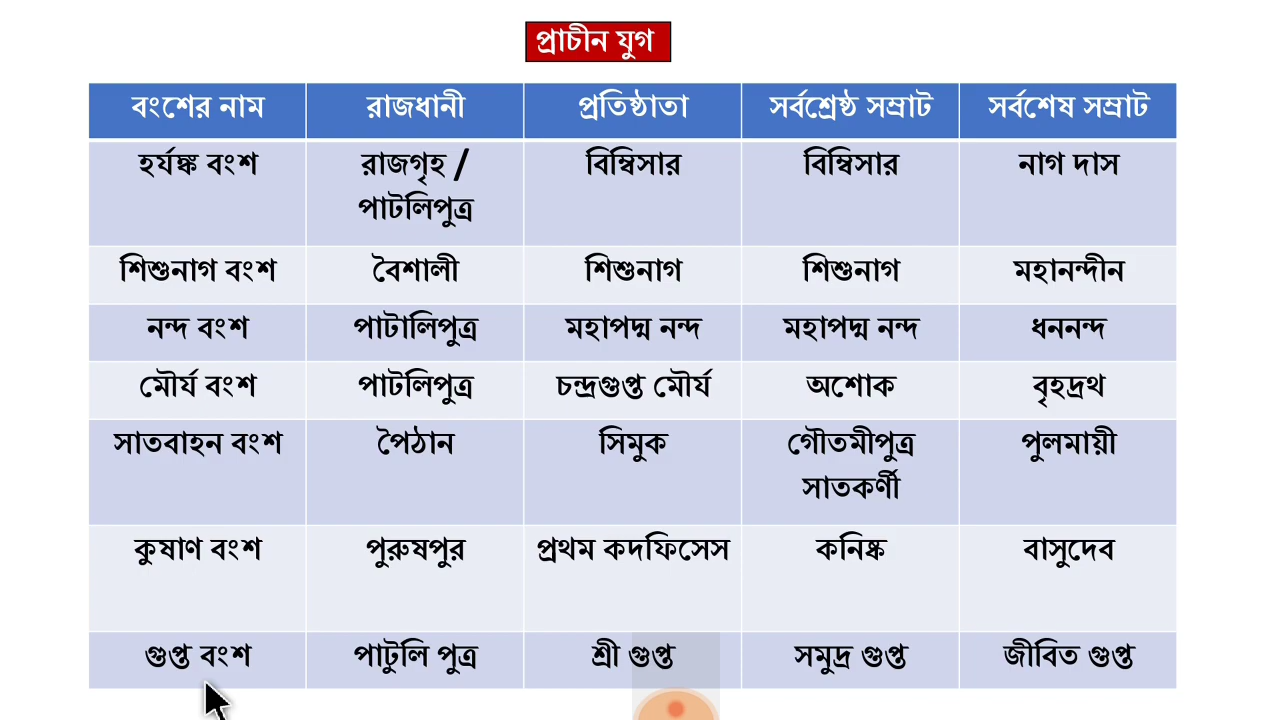 প্রাচীন যুগ
বংশের নাম রাজধানী প্রতিষ্ঠাতা সর্বশ্রেষ্ঠ সম্রাট সর্বশেষ সম্রাট
হর্যঙ্ক বংশ রাজগৃহ / বিম্বিসার বিম্বিসার নাগ দাস
পাটলিপুত্র
শিশুনাগ বংশ বৈশালী শিশুনাগ শিশুনাগ মহানন্দীন
নন্দ বংশ পাটালিপুত্র মহাপদ্ম নন্দ মহাপদ্ম নন্দ ধননন্দ
মৌর্য বংশ পাটলিপুত্র চন্দ্রগুপ্ত মৌর্য অশোক বৃহদ্রথ
সাতবাহন বংশ পৈঠান সিমুক গৌতমীপুত্র পুলমায়ী
সাতকর্ণী
কুষাণ বংশ পুরুষপুর প্রথম কদফিসেস কনিষ্ক বাসুদেব
গুপ্ত বংশ পাটুলি পুত্র শ্রী গুপ্ত সমুদ্র গুপ্ত জীবিত গুপ্ত